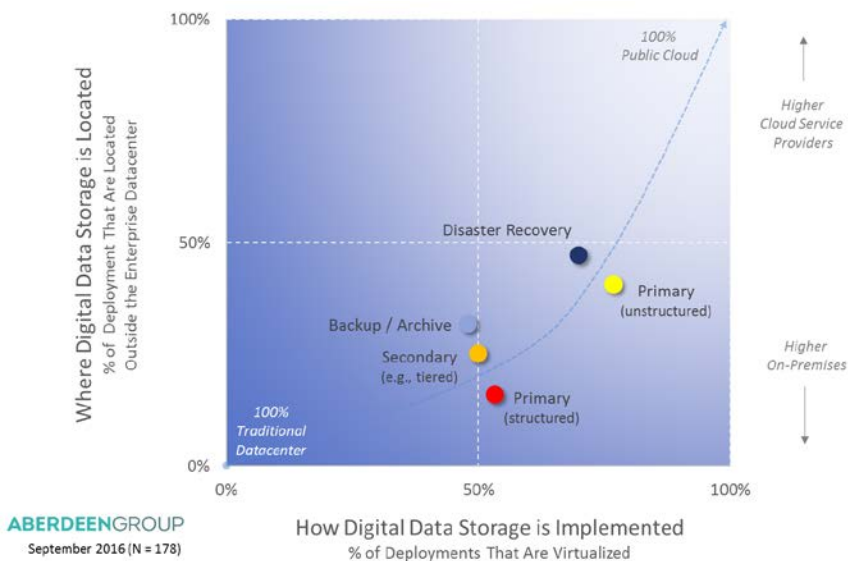 Where Digital Data Storage is Located
% of Deployment That Are Located
Outside the Enterprise Datacenter
100%
50%
0%
100%
Public Cloud
Disaster Recovery
Primary
(unstructured)
Backup / Archive
Secondary
(e.g., tiered)
Primary
(structured)
100%
Traditional
Datacenter
0%
50%
100%
Higher
Cloud Service
Providers
Higher
On-Premises
How Digital Data Storage is Implemented
% of Deployments That Are Virtualized
ABERDEENGROUP
September 2016 (N = 178)